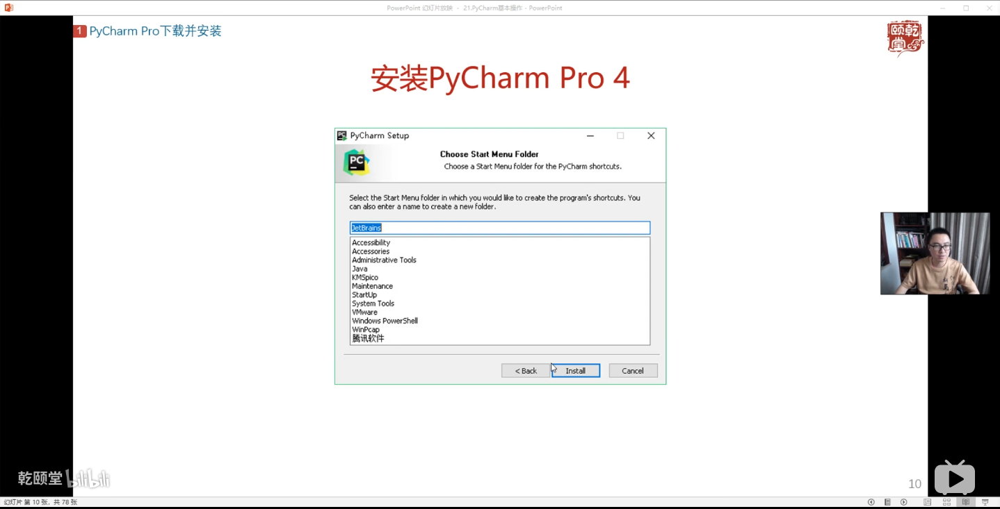 PowerPoint 幻灯片放映 - 21.PyCharm基本操作 - PowerPoint
1 PyCharm Pro下载并安装
乾颐堂
安装PyCharm Pro 4
PyCharm Setup
Choose Start Menu Folder
Choose a Start Menu folder for the PyCharm shortcuts.
Select the Start Menu folder in which you would like to create the program's shortcuts. You
can also enter a name to create a new folder.
JetBrains
Accessibility
Accessories
Administrative Tools
Java
KMSpico
Maintenance
StartUp
System Tools
VMware
Windows PowerShell
WinPcap
腾讯软件
< Back Install Cancel
乾颐堂 bilibili
10
幻灯片 第 10 张，共 78 张